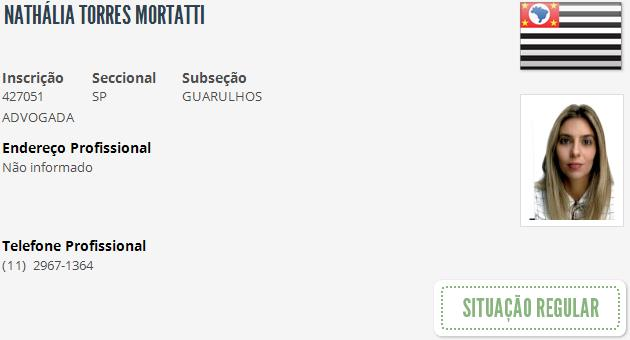 NATHÁLIA TORRES MORTATTI
Inscrição Seccional Subseção
427051 SP GUARULHOS
ADVOGADA
Endereço Profissional
Não informado
Telefone Profissional
(11) 2967-1364
SITUAÇÃO REGULAR